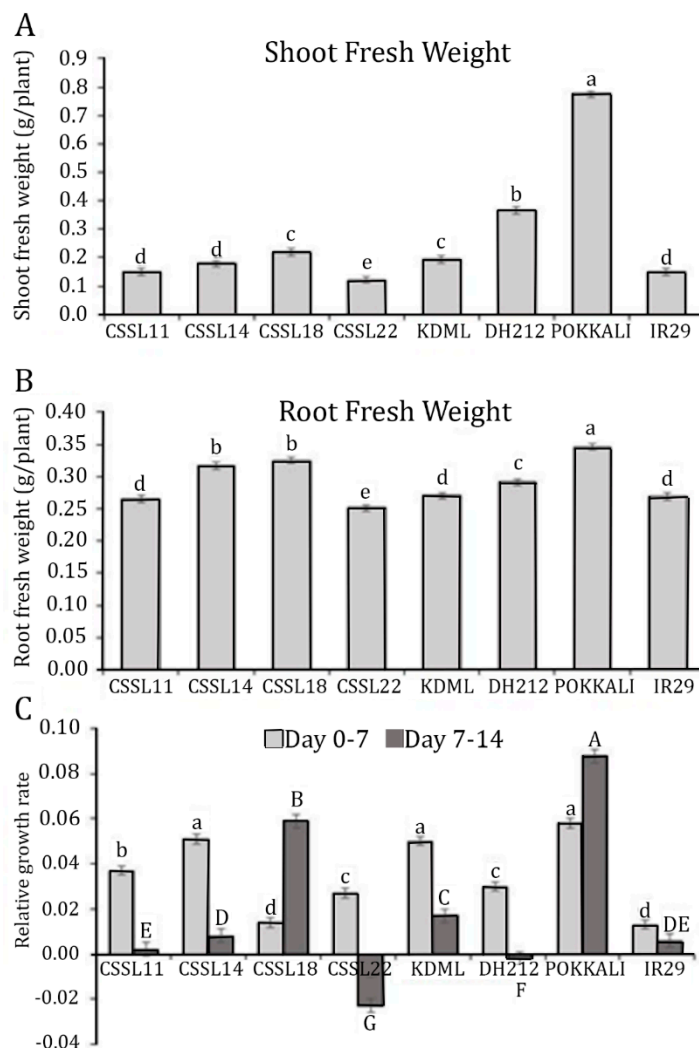 A
Shoot Fresh Weight
Shoot fresh weight (g/plant)
0.9
0.8
0.7
0.6
0.5
0.4
0.3
0.2
0.1
0.0
d
d
c
e
c
b
a
d
CSSL11 CSSL14 CSSL18 CSSL22 KDML DH212 POKKALI IR29
B
Root Fresh Weight
Root fresh weight (g/plant)
0.40
0.35
0.30
0.25
0.20
0.15
0.10
0.05
0.00
d
b
b
e
d
c
a
d
CSSL11 CSSL14 CSSL18 CSSL22 KDML DH212 POKKALI IR29
C
Day 0-7 Day 7-14
Relative growth rate
0.10
0.08
0.06
0.04
0.02
0.00
-0.02
-0.04
b
E
a
D
d
B
c
G
a
C
c
F
a
A
d
DE
CSSL11 CSSL14 CSSL18 CSSL22 KDML DH212 POKKALI IR29